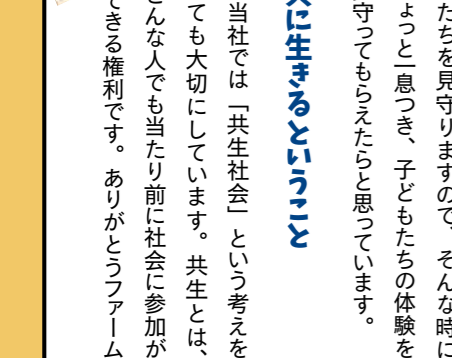 たちを見守りますので、そんな時に
ょっと一息つき、子どもたちの体験を
守ってもらえたらと思っています。
に生きるということ
当社では「共生社会」という考えを
ても大切にしています。共生とは、
んな人でも当たり前に社会に参加が
できる権利です。ありがとうファーム